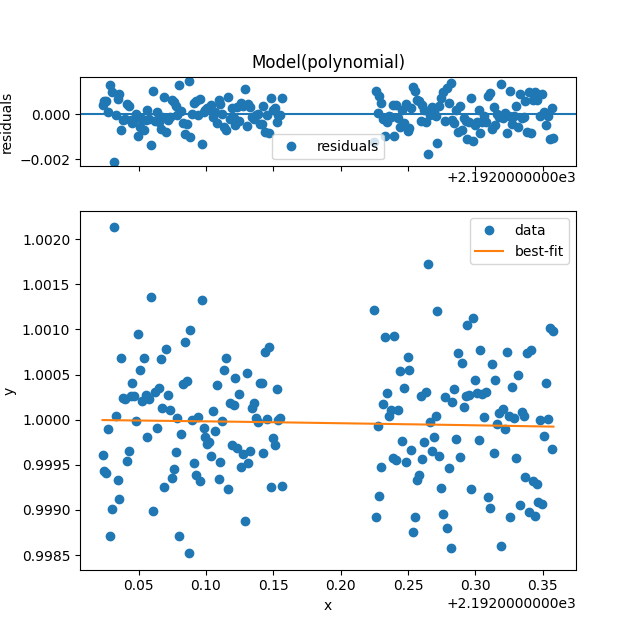 Model(polynomial)
residuals
0.000
−0.002
residuals
+2.1920000000e3
y
1.0020
1.0015
1.0010
1.0005
1.0000
0.9995
0.9990
0.9985
data
best-fit
0.05 0.10 0.15 0.20 0.25 0.30 0.35
x
+2.1920000000e3